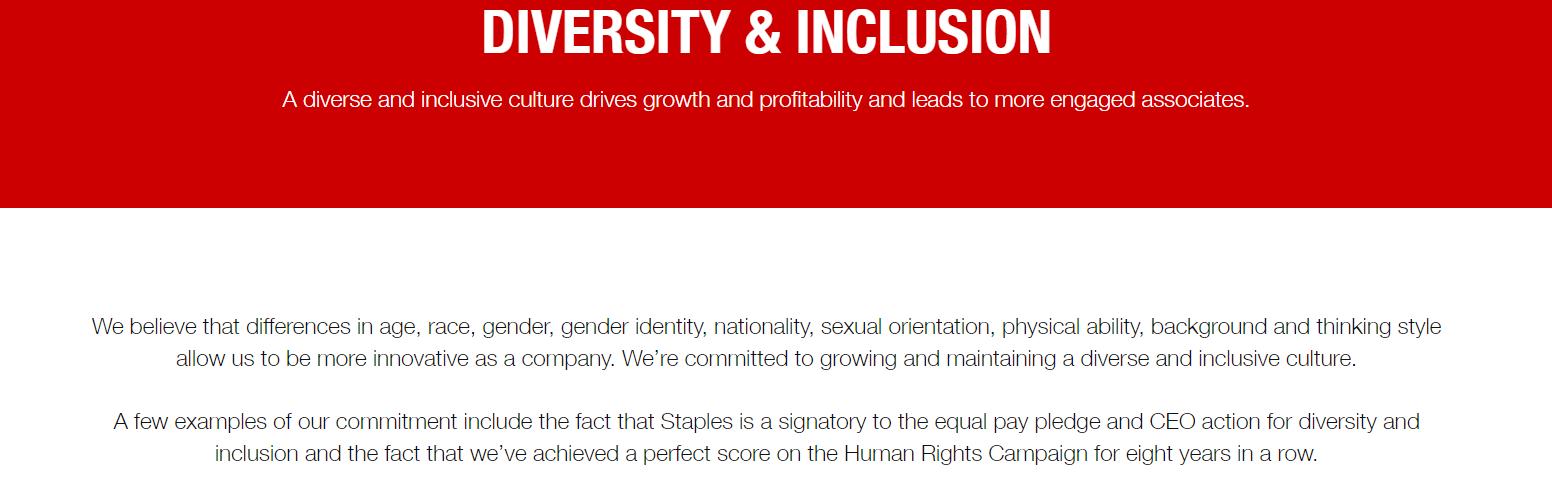 DIVERSITY & INCLUSION
A diverse and inclusive culture drives growth and profitability and leads to more engaged associates.
We believe that differences in age, race, gender, gender identity, nationality, sexual orientation, physical ability, background and thinking style
allow us to be more innovative as a company. We’re committed to growing and maintaining a diverse and inclusive culture.
A few examples of our commitment include the fact that Staples is a signatory to the equal pay pledge and CEO action for diversity and
inclusion and the fact that we’ve achieved a perfect score on the Human Rights Campaign for eight years in a row.